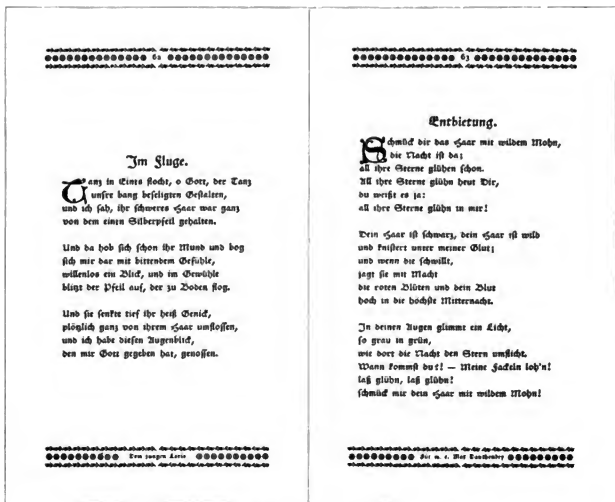 62
Im Fluge.
Ganz in Eins flocht, o Gott, der Tanz
unsre bang beseligten Gestalten,
und ich sah, ihr schweres Haar war ganz
von dem einen Silberpfeil gehalten.
Und da hob sich schon ihr Mund und bog
sich mir dar mit bittendem Gefühle,
willenlos ein Blick, und im Gewühle
blitzt der Pfeil auf, der zu Boden flog.
Und sie senkte tief ihr heiß Genick,
plötzlich ganz von ihrem Haar umflossen,
und ich habe diesen Augenblick,
den mir Gott gegeben hat, genossen.
Dem jungen Loris
63
Entbietung.
Schmück dir das Haar mit wildem Mohn,
die Nacht ist da;
all ihre Sterne glühen schon.
All ihre Sterne glühn heut Dir,
du weißt es ja:
all ihre Sterne glühn in mir!
Dein Haar ist schwarz, dein Haar ist wild
und knistert unter meiner Glut;
und wenn die schwillt,
jagt sie mit Macht
die roten Blüten und dein Blut
hoch in die höchste Mitternacht.
In deinen Augen glimmt ein Licht,
so grau in grün,
wie dort die Nacht den Stern umflicht.
Wann kommst du?! — Meine Fackeln loh'n!
laß glühn, laß glühn!
schmück mir dein Haar mit wildem Mohn!
Für Max Dauthendey